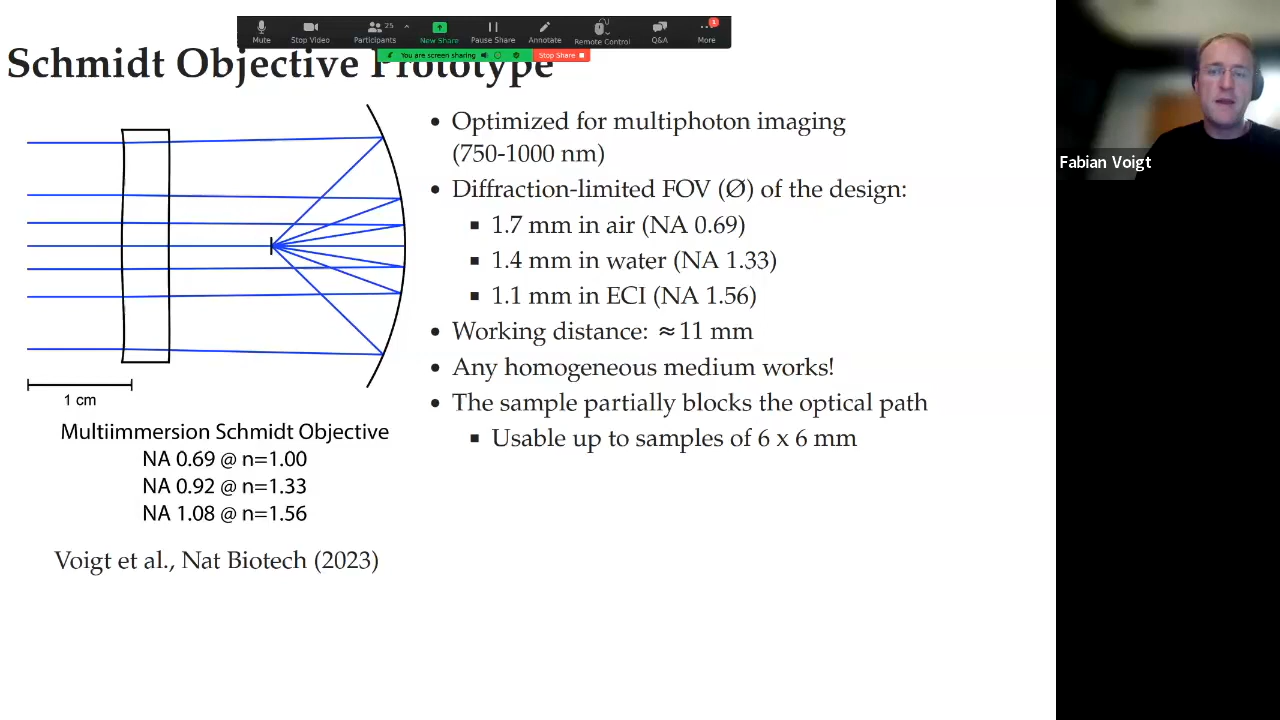 Mute
Stop Video
25
Participants
New Share
Pause Share
Annotate
Remote Control
Q&A
1
More
You are screen sharing
Stop Share
Schmidt Objective Prototype
• Optimized for multiphoton imaging
(750-1000 nm)
• Diffraction-limited FOV (Ø) of the design:
▪ 1.7 mm in air (NA 0.69)
▪ 1.4 mm in water (NA 1.33)
▪ 1.1 mm in ECI (NA 1.56)
• Working distance: ≈ 11 mm
• Any homogeneous medium works!
• The sample partially blocks the optical path
▪ Usable up to samples of 6 x 6 mm
1 cm
Multiimmersion Schmidt Objective
NA 0.69 @ n=1.00
NA 0.92 @ n=1.33
NA 1.08 @ n=1.56
Voigt et al., Nat Biotech (2023)
Fabian Voigt